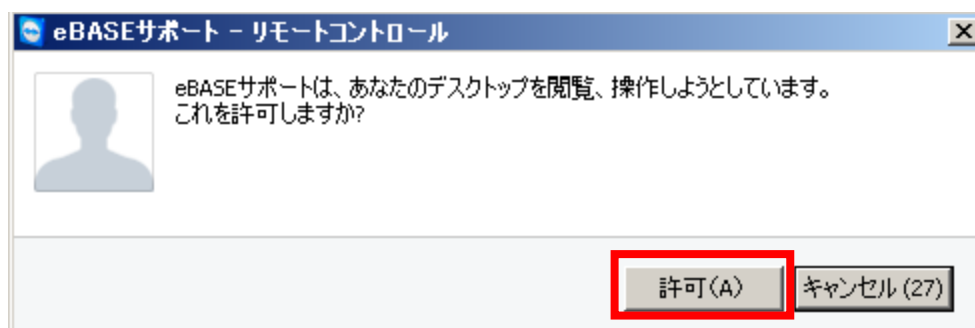 eBASEサポート - リモートコントロール
eBASEサポートは、あなたのデスクトップを閲覧、操作しようとしています。
これを許可しますか?
許可(A)
キャンセル (27)